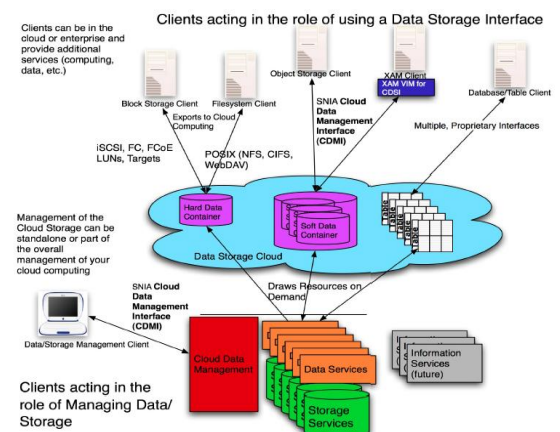 Clients acting in the role of using a Data Storage Interface
Clients can be in the
cloud or enterprise and
provide additional
services (computing,
data, etc.)
Block Storage Client
Filesystem Client
Object Storage Client
XAM Client
XAM VIM for
CDSI
Database/Table Client
Exports to Cloud
Computing
SNIA Cloud
Data
Management
Interface
(CDMI)
Multiple, Proprietary Interfaces
iSCSI, FC, FCoE
LUNs, Targets
POSIX (NFS, CIFS,
WebDAV)
Hard Data
Container
Soft Data
Container
Table
Table
Table
Table
Table
Management of the
Cloud Storage can be
standalone or part of
the overall
management of your
cloud computing
Data Storage Cloud
Draws Resources on
Demand
SNIA Cloud
Data
Management
Interface
(CDMI)
Data/Storage Management Client
Cloud Data
Management
Data Services
Storage
Services
Information
Services
(future)
Clients acting in the
role of Managing Data/
Storage